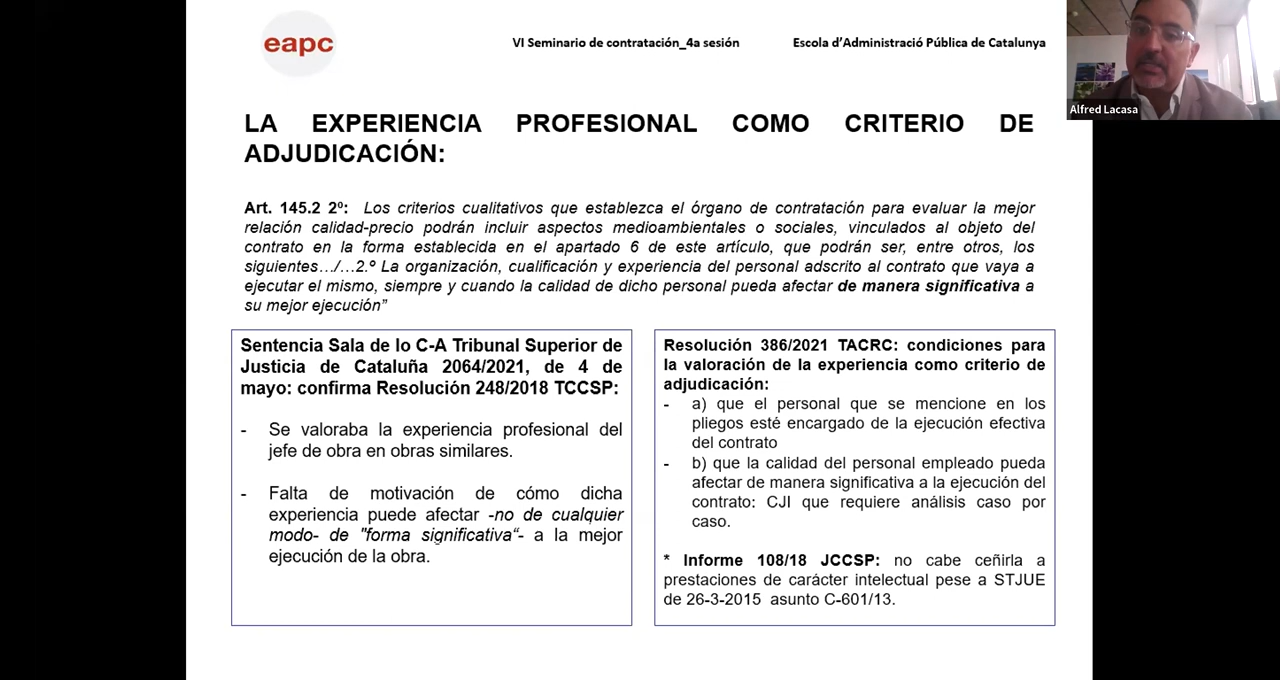 eapc
VI Seminario de contratación_4a sesión
Escola d'Administració Pública de Catalunya
Alfred Lacasa
LA EXPERIENCIA PROFESIONAL COMO CRITERIO DE
ADJUDICACIÓN:
Art. 145.2 2º: Los criterios cualitativos que establezca el órgano de contratación para evaluar la mejor
relación calidad-precio podrán incluir aspectos medioambientales o sociales, vinculados al objeto del
contrato en la forma establecida en el apartado 6 de este artículo, que podrán ser, entre otros, los
siguientes…/…2.º La organización, cualificación y experiencia del personal adscrito al contrato que vaya a
ejecutar el mismo, siempre y cuando la calidad de dicho personal pueda afectar de manera significativa a
su mejor ejecución”
Sentencia Sala de lo C-A Tribunal Superior de
Justicia de Cataluña 2064/2021, de 4 de
mayo: confirma Resolución 248/2018 TCCSP:
- Se valoraba la experiencia profesional del
jefe de obra en obras similares.
- Falta de motivación de cómo dicha
experiencia puede afectar -no de cualquier
modo- de "forma significativa“- a la mejor
ejecución de la obra.
Resolución 386/2021 TACRC: condiciones para
la valoración de la experiencia como criterio de
adjudicación:
- a) que el personal que se mencione en los
pliegos esté encargado de la ejecución efectiva
del contrato
- b) que la calidad del personal empleado pueda
afectar de manera significativa a la ejecución del
contrato: CJI que requiere análisis caso por
caso.
* Informe 108/18 JCCSP: no cabe ceñirla a
prestaciones de carácter intelectual pese a STJUE
de 26-3-2015 asunto C-601/13.